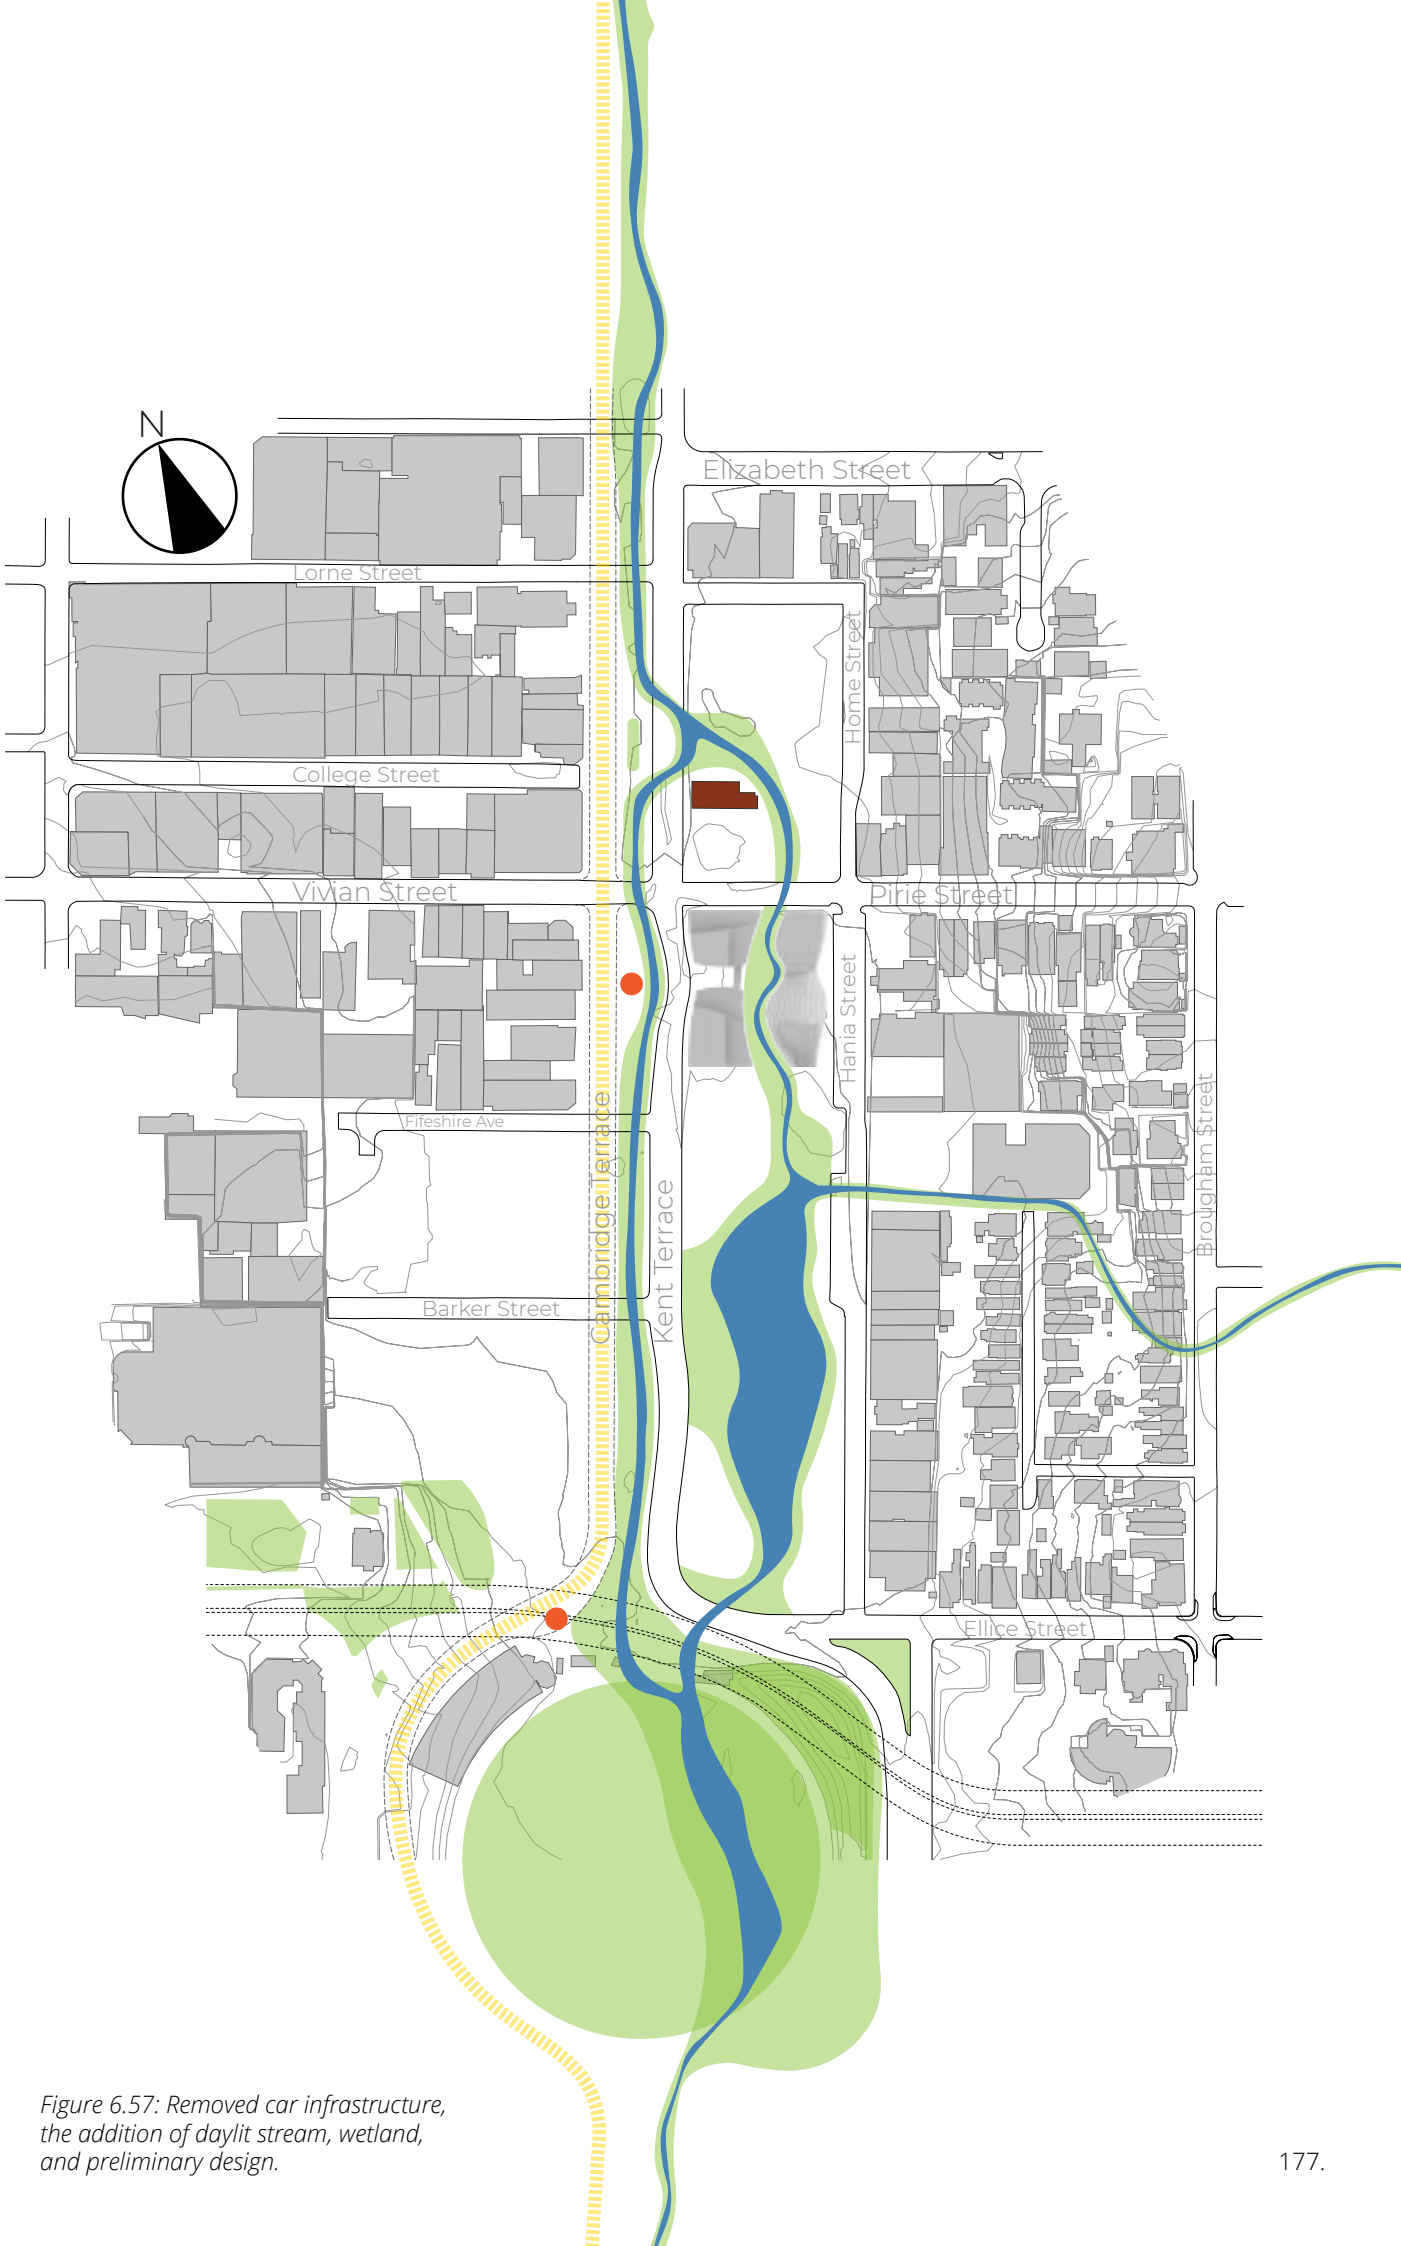 N
Elizabeth Street
Lorne Street
Home Street
College Street
Vivian Street
Pirie Street
Hania Street
Fifeshire Ave
Cambridge Terrace
Kent Terrace
Brougham Street
Barker Street
Ellice Street
Figure 6.57: Removed car infrastructure,
the addition of daylit stream, wetland,
and preliminary design.
177.